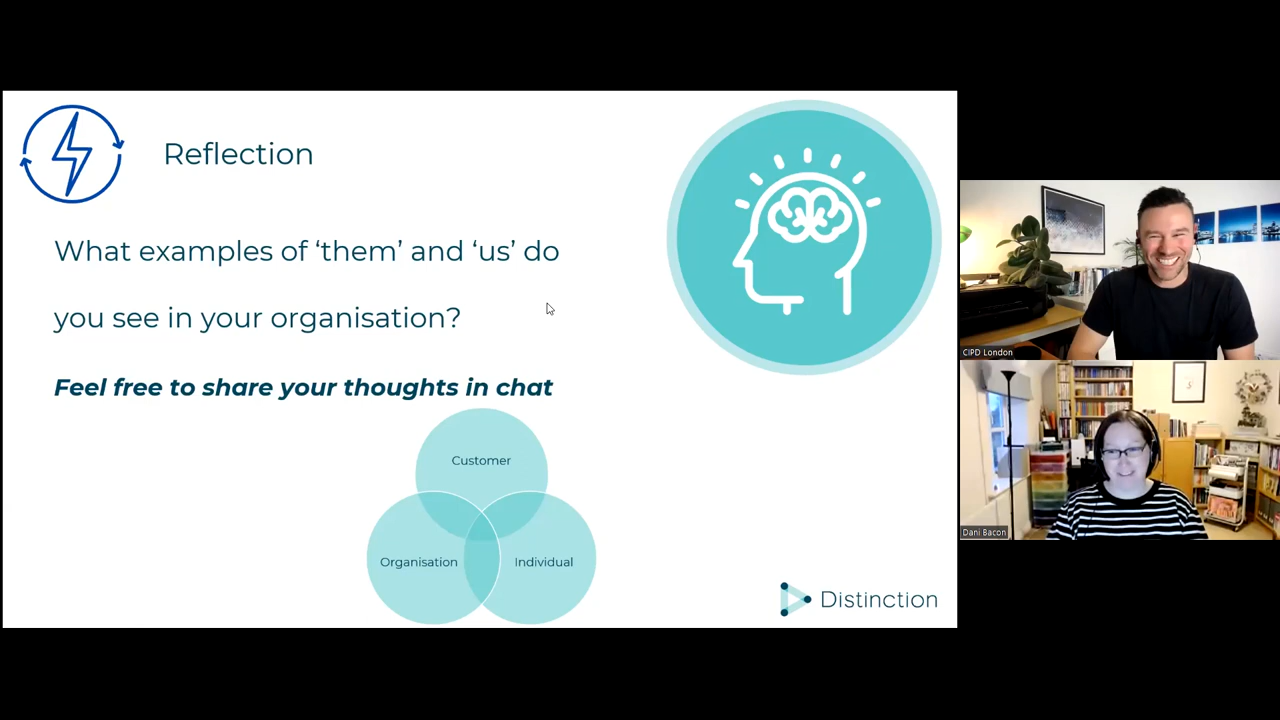 Reflection
What examples of ‘them’ and ‘us’ do
you see in your organisation?
Feel free to share your thoughts in chat
Customer
Organisation
Individual
Distinction
CIPD London
Dani Bacon